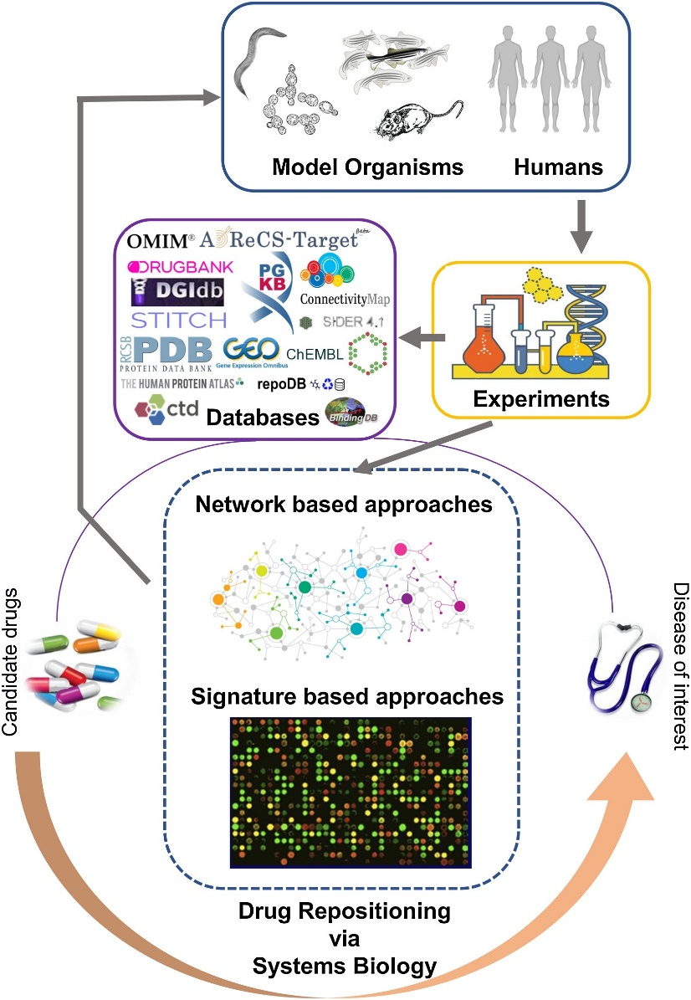 Model Organisms
Humans
OMIM®
ADReCS-Target Beta
DRUGBANK
PG
KB
DGIdb
ConnectivityMap
STITCH
SIDER 4.1
RCSB
PDB
PROTEIN DATA BANK
GEO
Gene Expression Omnibus
ChEMBL
THE HUMAN PROTEIN ATLAS
repoDB
ctd
Databases
BindingDB
Experiments
Network based approaches
Signature based approaches
Candidate drugs
Disease of interest
Drug Repositioning
via
Systems Biology